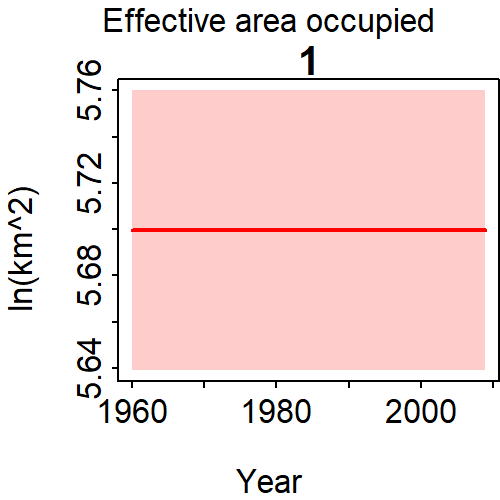 Effective area occupied
1
ln(km^2)
5.76
5.72
5.68
5.64
1960 1980 2000
Year